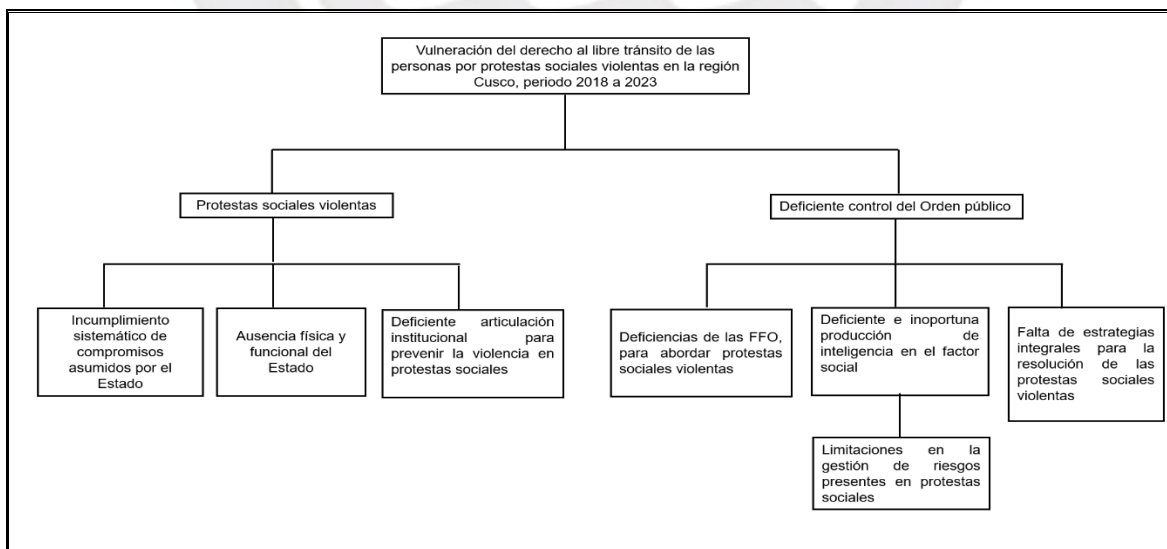 Vulneración del derecho al libre tránsito de las
personas por protestas sociales violentas en la región
Cusco, periodo 2018 a 2023
Protestas sociales violentas
Deficiente control del Orden público
Incumplimiento
sistemático de
compromisos
asumidos por el
Estado
Ausencia física y
funcional del
Estado
Deficiente articulación
institucional para
prevenir la violencia en
protestas sociales
Deficiencias de las FFO,
para abordar protestas
sociales violentas
Deficiente e inoportuna
producción de
inteligencia en el factor
social
Falta de estrategias
integrales para la
resolución de las
protestas sociales
violentas
Limitaciones en la
gestión de riesgos
presentes en protestas
sociales